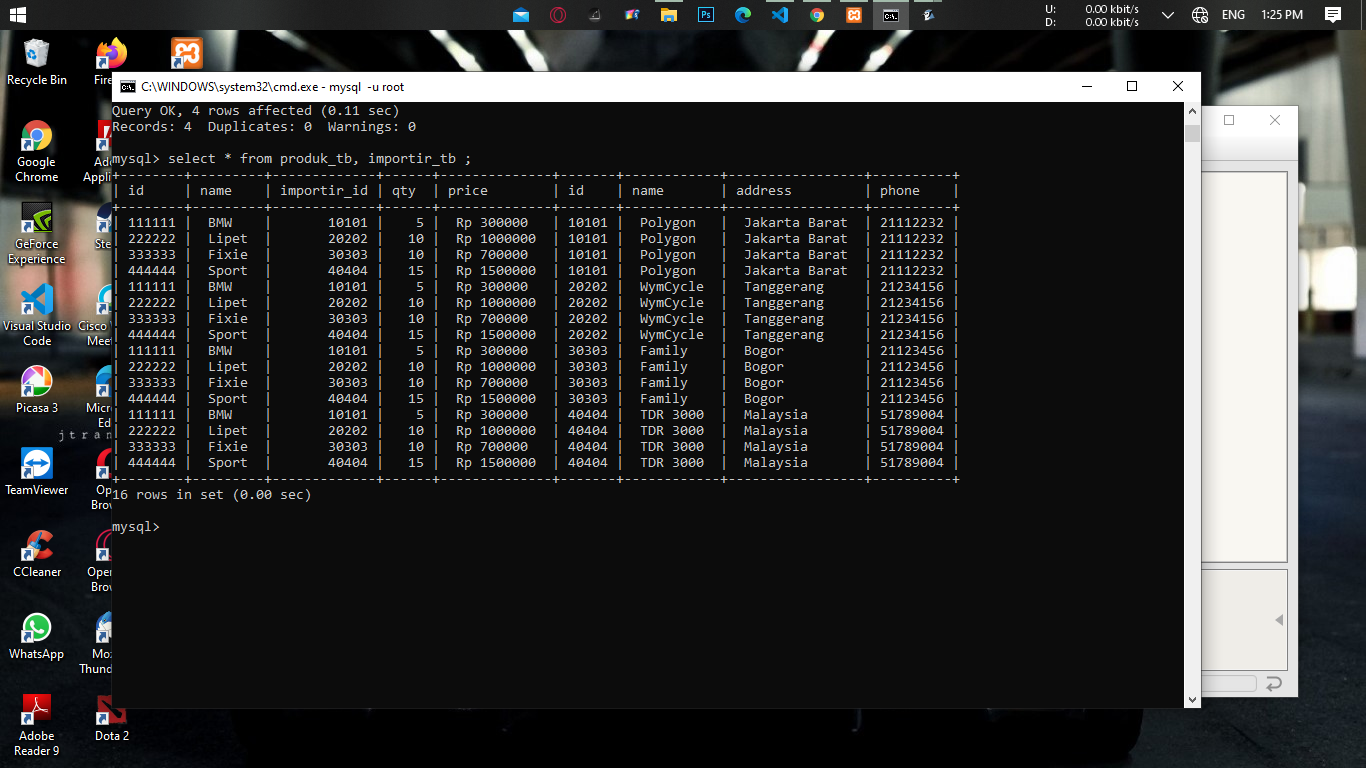 U: 0.00 kbit/s
D: 0.00 kbit/s
ENG
1:25 PM
Recycle Bin
Fire
Google Chrome
Ado
Appli
GeForce Experience
Ste
Visual Studio Code
Cisco W
Meet
Picasa 3
Micro
Ed
jtran
TeamViewer
Op
Brow
CCleaner
Oper
Brow
WhatsApp
Moz
Thund
Adobe Reader 9
Dota 2
C:\WINDOWS\system32\cmd.exe - mysql  -u root
Query OK, 4 rows affected (0.11 sec)
Records: 4  Duplicates: 0  Warnings: 0
mysql> select * from produk_tb, importir_tb ;
+--------+---------+-------------+------+--------------+-------+------------+-----------------+----------+
| id     | name    | importir_id | qty  | price        | id    | name       | address         | phone    |
+--------+---------+-------------+------+--------------+-------+------------+-----------------+----------+
| 111111 |  BMW    |       10101 |    5 |  Rp 300000   | 10101 |  Polygon   |  Jakarta Barat  | 21112232 |
| 222222 |  Lipet  |       20202 |   10 |  Rp 1000000  | 10101 |  Polygon   |  Jakarta Barat  | 21112232 |
| 333333 |  Fixie  |       30303 |   10 |  Rp 700000   | 10101 |  Polygon   |  Jakarta Barat  | 21112232 |
| 444444 |  Sport  |       40404 |   15 |  Rp 1500000  | 10101 |  Polygon   |  Jakarta Barat  | 21112232 |
| 111111 |  BMW    |       10101 |    5 |  Rp 300000   | 20202 |  WymCycle  |  Tanggerang     | 21234156 |
| 222222 |  Lipet  |       20202 |   10 |  Rp 1000000  | 20202 |  WymCycle  |  Tanggerang     | 21234156 |
| 333333 |  Fixie  |       30303 |   10 |  Rp 700000   | 20202 |  WymCycle  |  Tanggerang     | 21234156 |
| 444444 |  Sport  |       40404 |   15 |  Rp 1500000  | 20202 |  WymCycle  |  Tanggerang     | 21234156 |
| 111111 |  BMW    |       10101 |    5 |  Rp 300000   | 30303 |  Family    |  Bogor          | 21123456 |
| 222222 |  Lipet  |       20202 |   10 |  Rp 1000000  | 30303 |  Family    |  Bogor          | 21123456 |
| 333333 |  Fixie  |       30303 |   10 |  Rp 700000   | 30303 |  Family    |  Bogor          | 21123456 |
| 444444 |  Sport  |       40404 |   15 |  Rp 1500000  | 30303 |  Family    |  Bogor          | 21123456 |
| 111111 |  BMW    |       10101 |    5 |  Rp 300000   | 40404 |  TDR 3000  |  Malaysia       | 51789004 |
| 222222 |  Lipet  |       20202 |   10 |  Rp 1000000  | 40404 |  TDR 3000  |  Malaysia       | 51789004 |
| 333333 |  Fixie  |       30303 |   10 |  Rp 700000   | 40404 |  TDR 3000  |  Malaysia       | 51789004 |
| 444444 |  Sport  |       40404 |   15 |  Rp 1500000  | 40404 |  TDR 3000  |  Malaysia       | 51789004 |
+--------+---------+-------------+------+--------------+-------+------------+-----------------+----------+
16 rows in set (0.00 sec)
mysql>